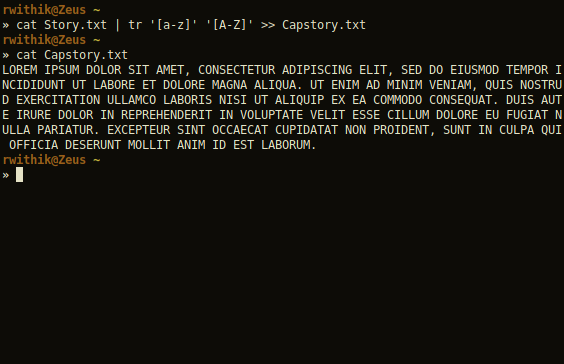 rwithik@Zeus ~
» cat Story.txt | tr '[a-z]' '[A-Z]' >> Capstory.txt
rwithik@Zeus ~
» cat Capstory.txt
LOREM IPSUM DOLOR SIT AMET, CONSECTETUR ADIPISCING ELIT, SED DO EIUSMOD TEMPOR I
NCIDIDUNT UT LABORE ET DOLORE MAGNA ALIQUA. UT ENIM AD MINIM VENIAM, QUIS NOSTRU
D EXERCITATION ULLAMCO LABORIS NISI UT ALIQUIP EX EA COMMODO CONSEQUAT. DUIS AUT
E IRURE DOLOR IN REPREHENDERIT IN VOLUPTATE VELIT ESSE CILLUM DOLORE EU FUGIAT N
ULLA PARIATUR. EXCEPTEUR SINT OCCAECAT CUPIDATAT NON PROIDENT, SUNT IN CULPA QUI
 OFFICIA DESERUNT MOLLIT ANIM ID EST LABORUM.
rwithik@Zeus ~
»